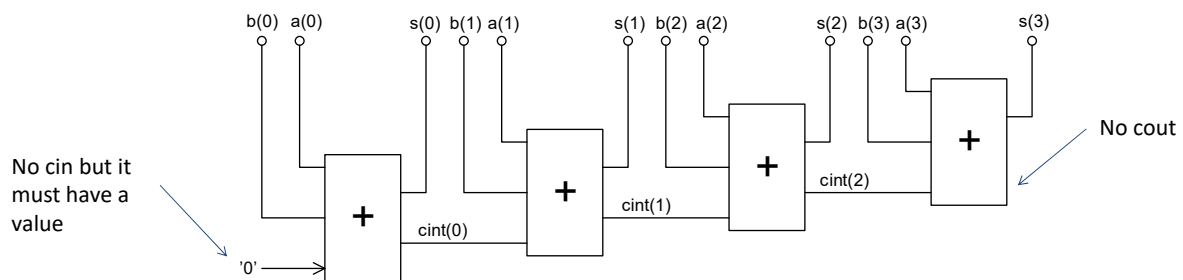 b(0) a(0) s(0) b(1) a(1) s(1) b(2) a(2) s(2) b(3) a(3) s(3)
No cout
+
+
+
+
No cin but it
must have a
value
cint(0)
cint(1)
cint(2)
'0'